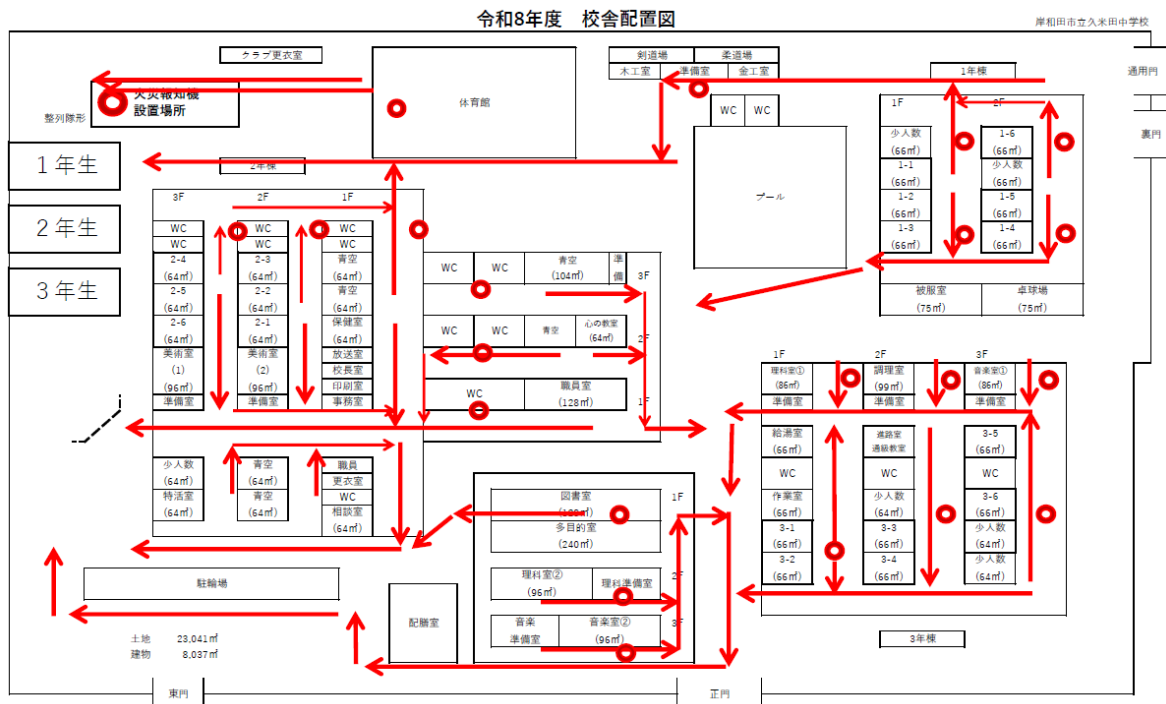 令和8年度　校舎配置図
岸和田市立久米田中学校
クラブ更衣室
火災報知機
設置場所
整列隊形
1年生
2年生
3年生
体育館
剣道場
柔道場
木工室
準備室
金工室
WC
WC
プール
1年棟
通用門
裏門
1F
2F
少人数
(66㎡)
1-1
(66㎡)
1-2
(66㎡)
1-3
(66㎡)
1-6
(66㎡)
少人数
(66㎡)
1-5
(66㎡)
1-4
(66㎡)
被服室
(75㎡)
卓球場
(75㎡)
2年棟
3F
2F
1F
WC
WC
2-4
(64㎡)
2-5
(64㎡)
2-6
(64㎡)
美術室
(1)
(96㎡)
準備室
WC
WC
2-3
(64㎡)
2-2
(64㎡)
2-1
(64㎡)
美術室
(2)
(96㎡)
準備室
WC
WC
青空
(64㎡)
青空
(64㎡)
保健室
(64㎡)
放送室
校長室
印刷室
事務室
WC
WC
青空
(104㎡)
準
備
3F
WC
WC
青空
心の教室
(64㎡)
2F
WC
職員室
(128㎡)
1F
少人数
(64㎡)
特活室
(64㎡)
青空
(64㎡)
青空
(64㎡)
職員
更衣室
WC
相談室
(64㎡)
図書室
多目的室
(240㎡)
1F
理科室②
(96㎡)
理科準備室
2F
音楽
準備室
音楽室②
(96㎡)
3F
1F
2F
3F
理科室①
(86㎡)
準備室
給湯室
(66㎡)
WC
作業室
(66㎡)
3-1
(66㎡)
3-2
(66㎡)
調理室
(99㎡)
準備室
進路室
通級教室
WC
少人数
(64㎡)
3-3
(66㎡)
3-4
(66㎡)
音楽室①
(86㎡)
準備室
3-5
(66㎡)
WC
3-6
(66㎡)
少人数
(64㎡)
少人数
(64㎡)
3年棟
駐輪場
配膳室
土地　23,041㎡
建物　8,037㎡
東門
正門